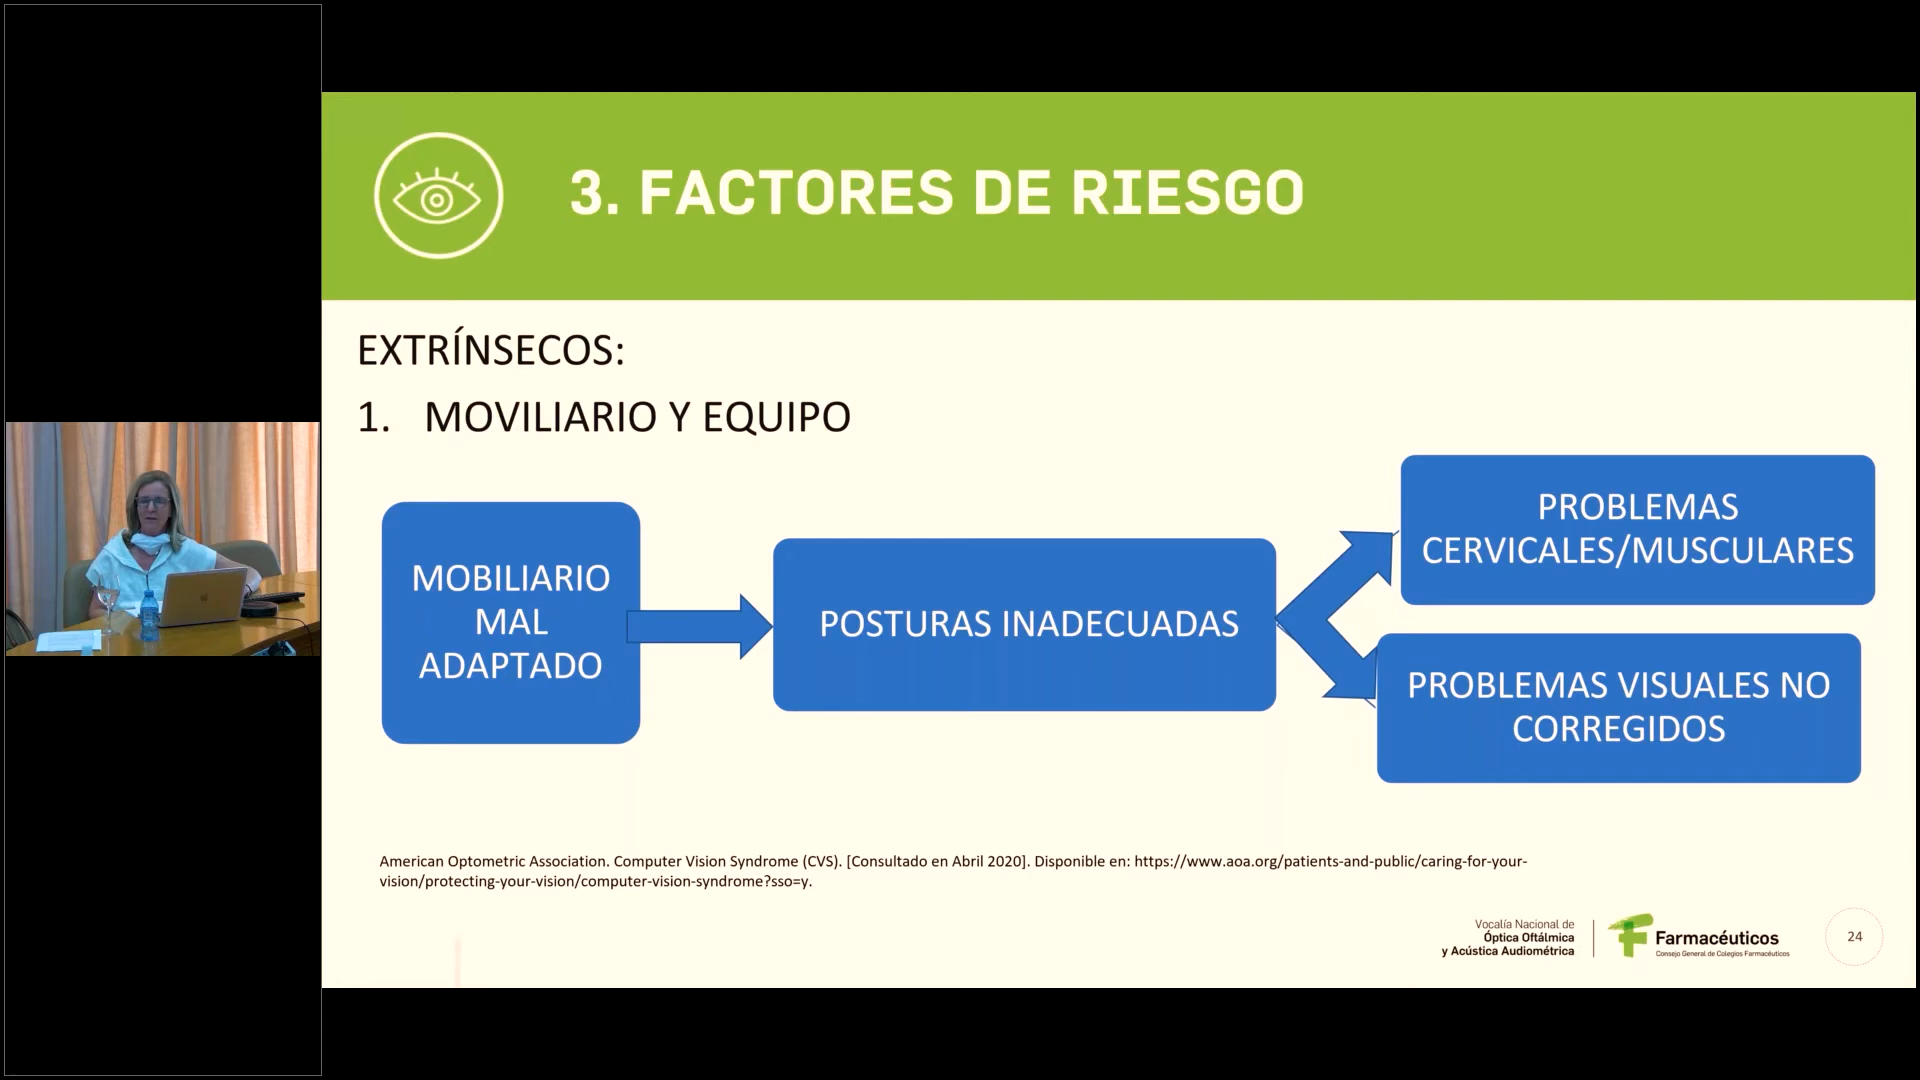 3. FACTORES DE RIESGO
EXTRÍNSECOS:
1. MOVILIARIO Y EQUIPO
MOBILIARIO
MAL
ADAPTADO
POSTURAS INADECUADAS
PROBLEMAS
CERVICALES/MUSCULARES
PROBLEMAS VISUALES NO
CORREGIDOS
American Optometric Association. Computer Vision Syndrome (CVS). [Consultado en Abril 2020]. Disponible en: https://www.aoa.org/patients-and-public/caring-for-your-
vision/protecting-your-vision/computer-vision-syndrome?sso=y.
Vocalía Nacional de
Óptica Oftálmica
y Acústica Audiométrica
Farmacéuticos
Consejo General de Colegios Farmacéuticos
24